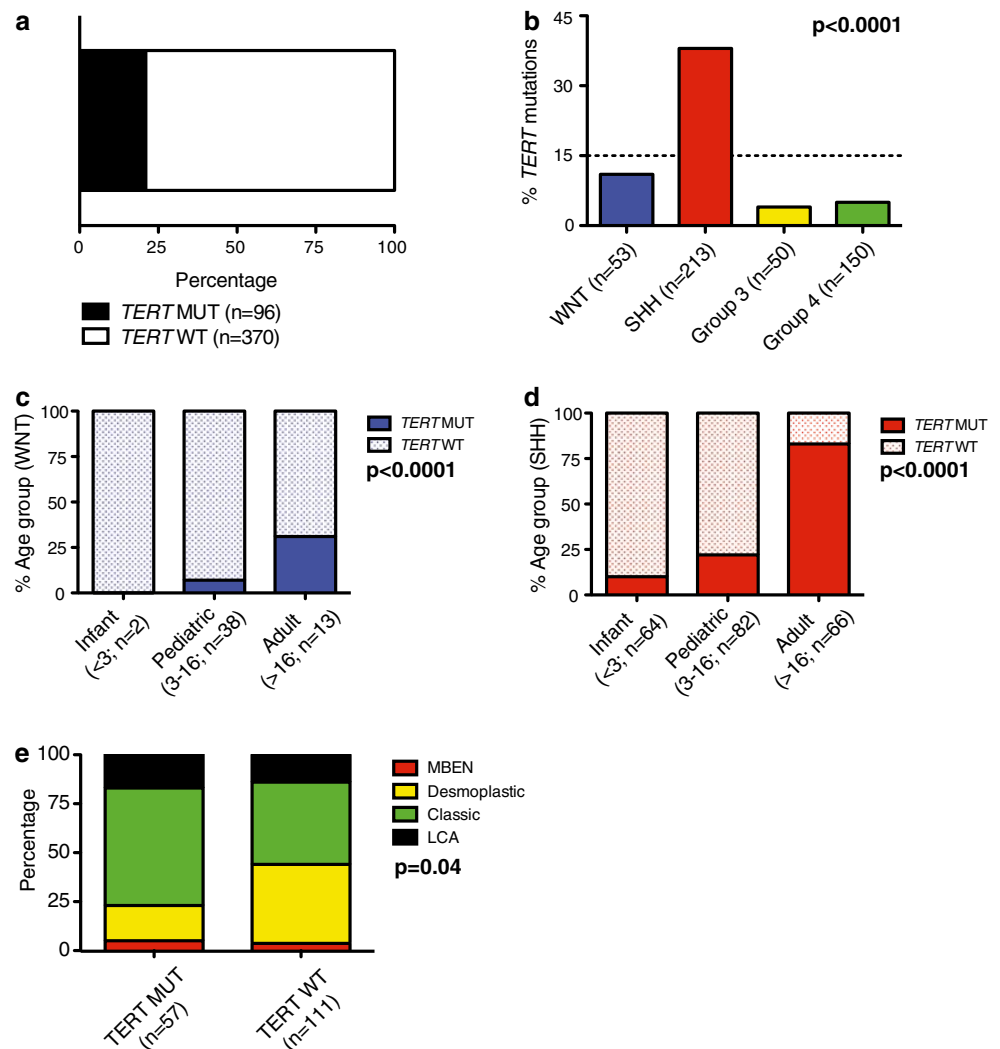 a
0 25 50 75 100
Percentage
TERT MUT (n=96)
TERT WT (n=370)
b
p<0.0001
% TERT mutations
45
30
15
0
WNT (n=53)
SHH (n=213)
Group 3 (n=50)
Group 4 (n=150)
c
% Age group (WNT)
100
75
50
25
0
Infant
(<3; n=2)
Pediatric
(3-16; n=38)
Adult
(>16; n=13)
TERT MUT
TERT WT
p<0.0001
d
% Age group (SHH)
100
75
50
25
0
Infant
(<3; n=64)
Pediatric
(3-16; n=82)
Adult
(>16; n=66)
TERT MUT
TERT WT
p<0.0001
e
Percentage
100
75
50
25
0
TERT MUT
(n=57)
TERT WT
(n=111)
MBEN
Desmoplastic
Classic
LCA
p=0.04